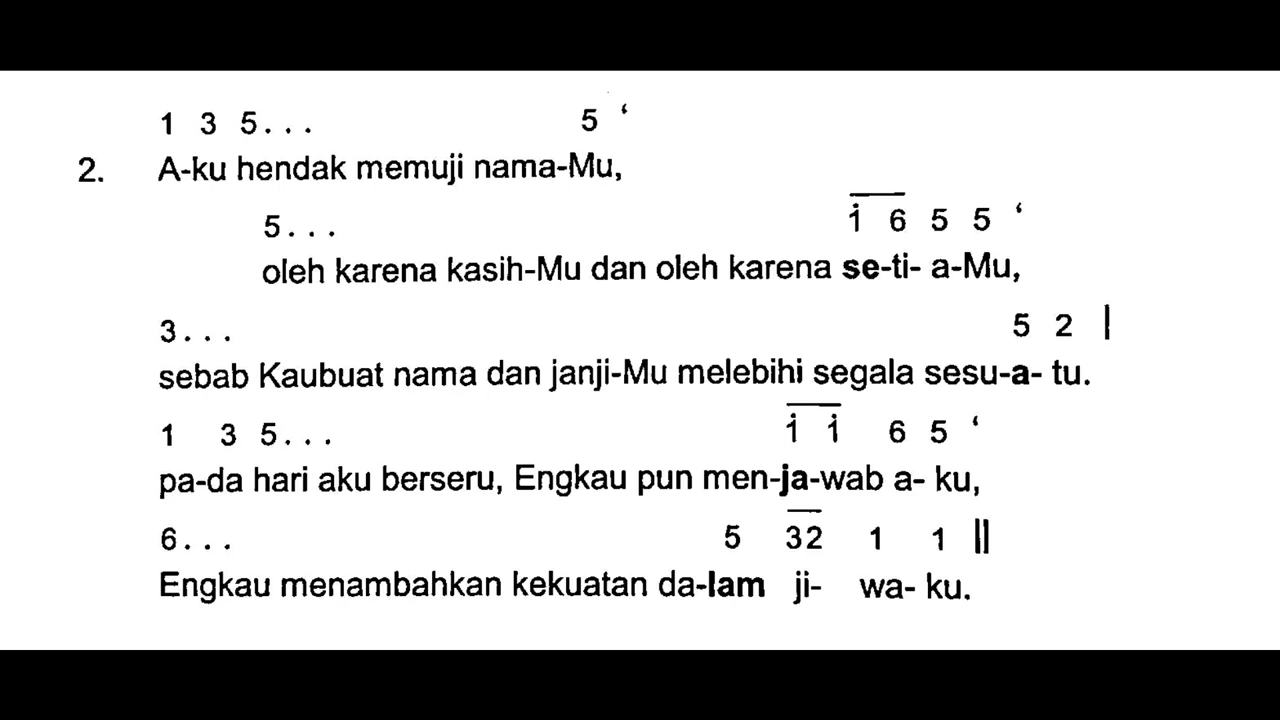 1 3 5... 5 ‘
2. A-ku hendak memuji nama-Mu,
5... i̇ 6 5 5 ‘
oleh karena kasih-Mu dan oleh karena se-ti- a-Mu,
3... 5 2 |
sebab Kaubuat nama dan janji-Mu melebihi segala sesu-a- tu.
1 3 5... i̇ i̇ 6 5 ‘
pa-da hari aku berseru, Engkau pun men-ja-wab a- ku,
6... 5 32 1 1 ||
Engkau menambahkan kekuatan da-lam ji- wa- ku.